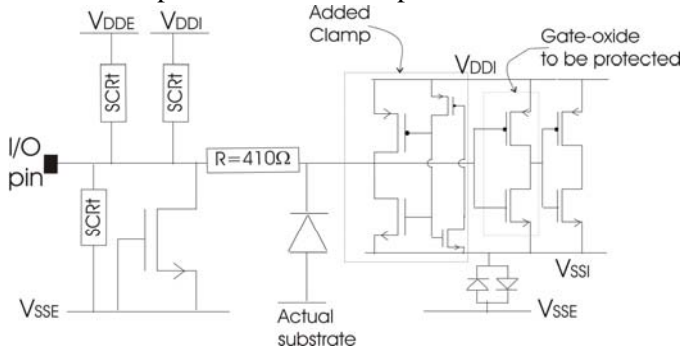 Added
Clamp
Gate-oxide
to be protected
VDDE
VDDI
VDDI
SCRt
SCRt
I/O
pin
R=410Ω
SCRt
VSSI
VSSE
VSSE
Actual
substrate